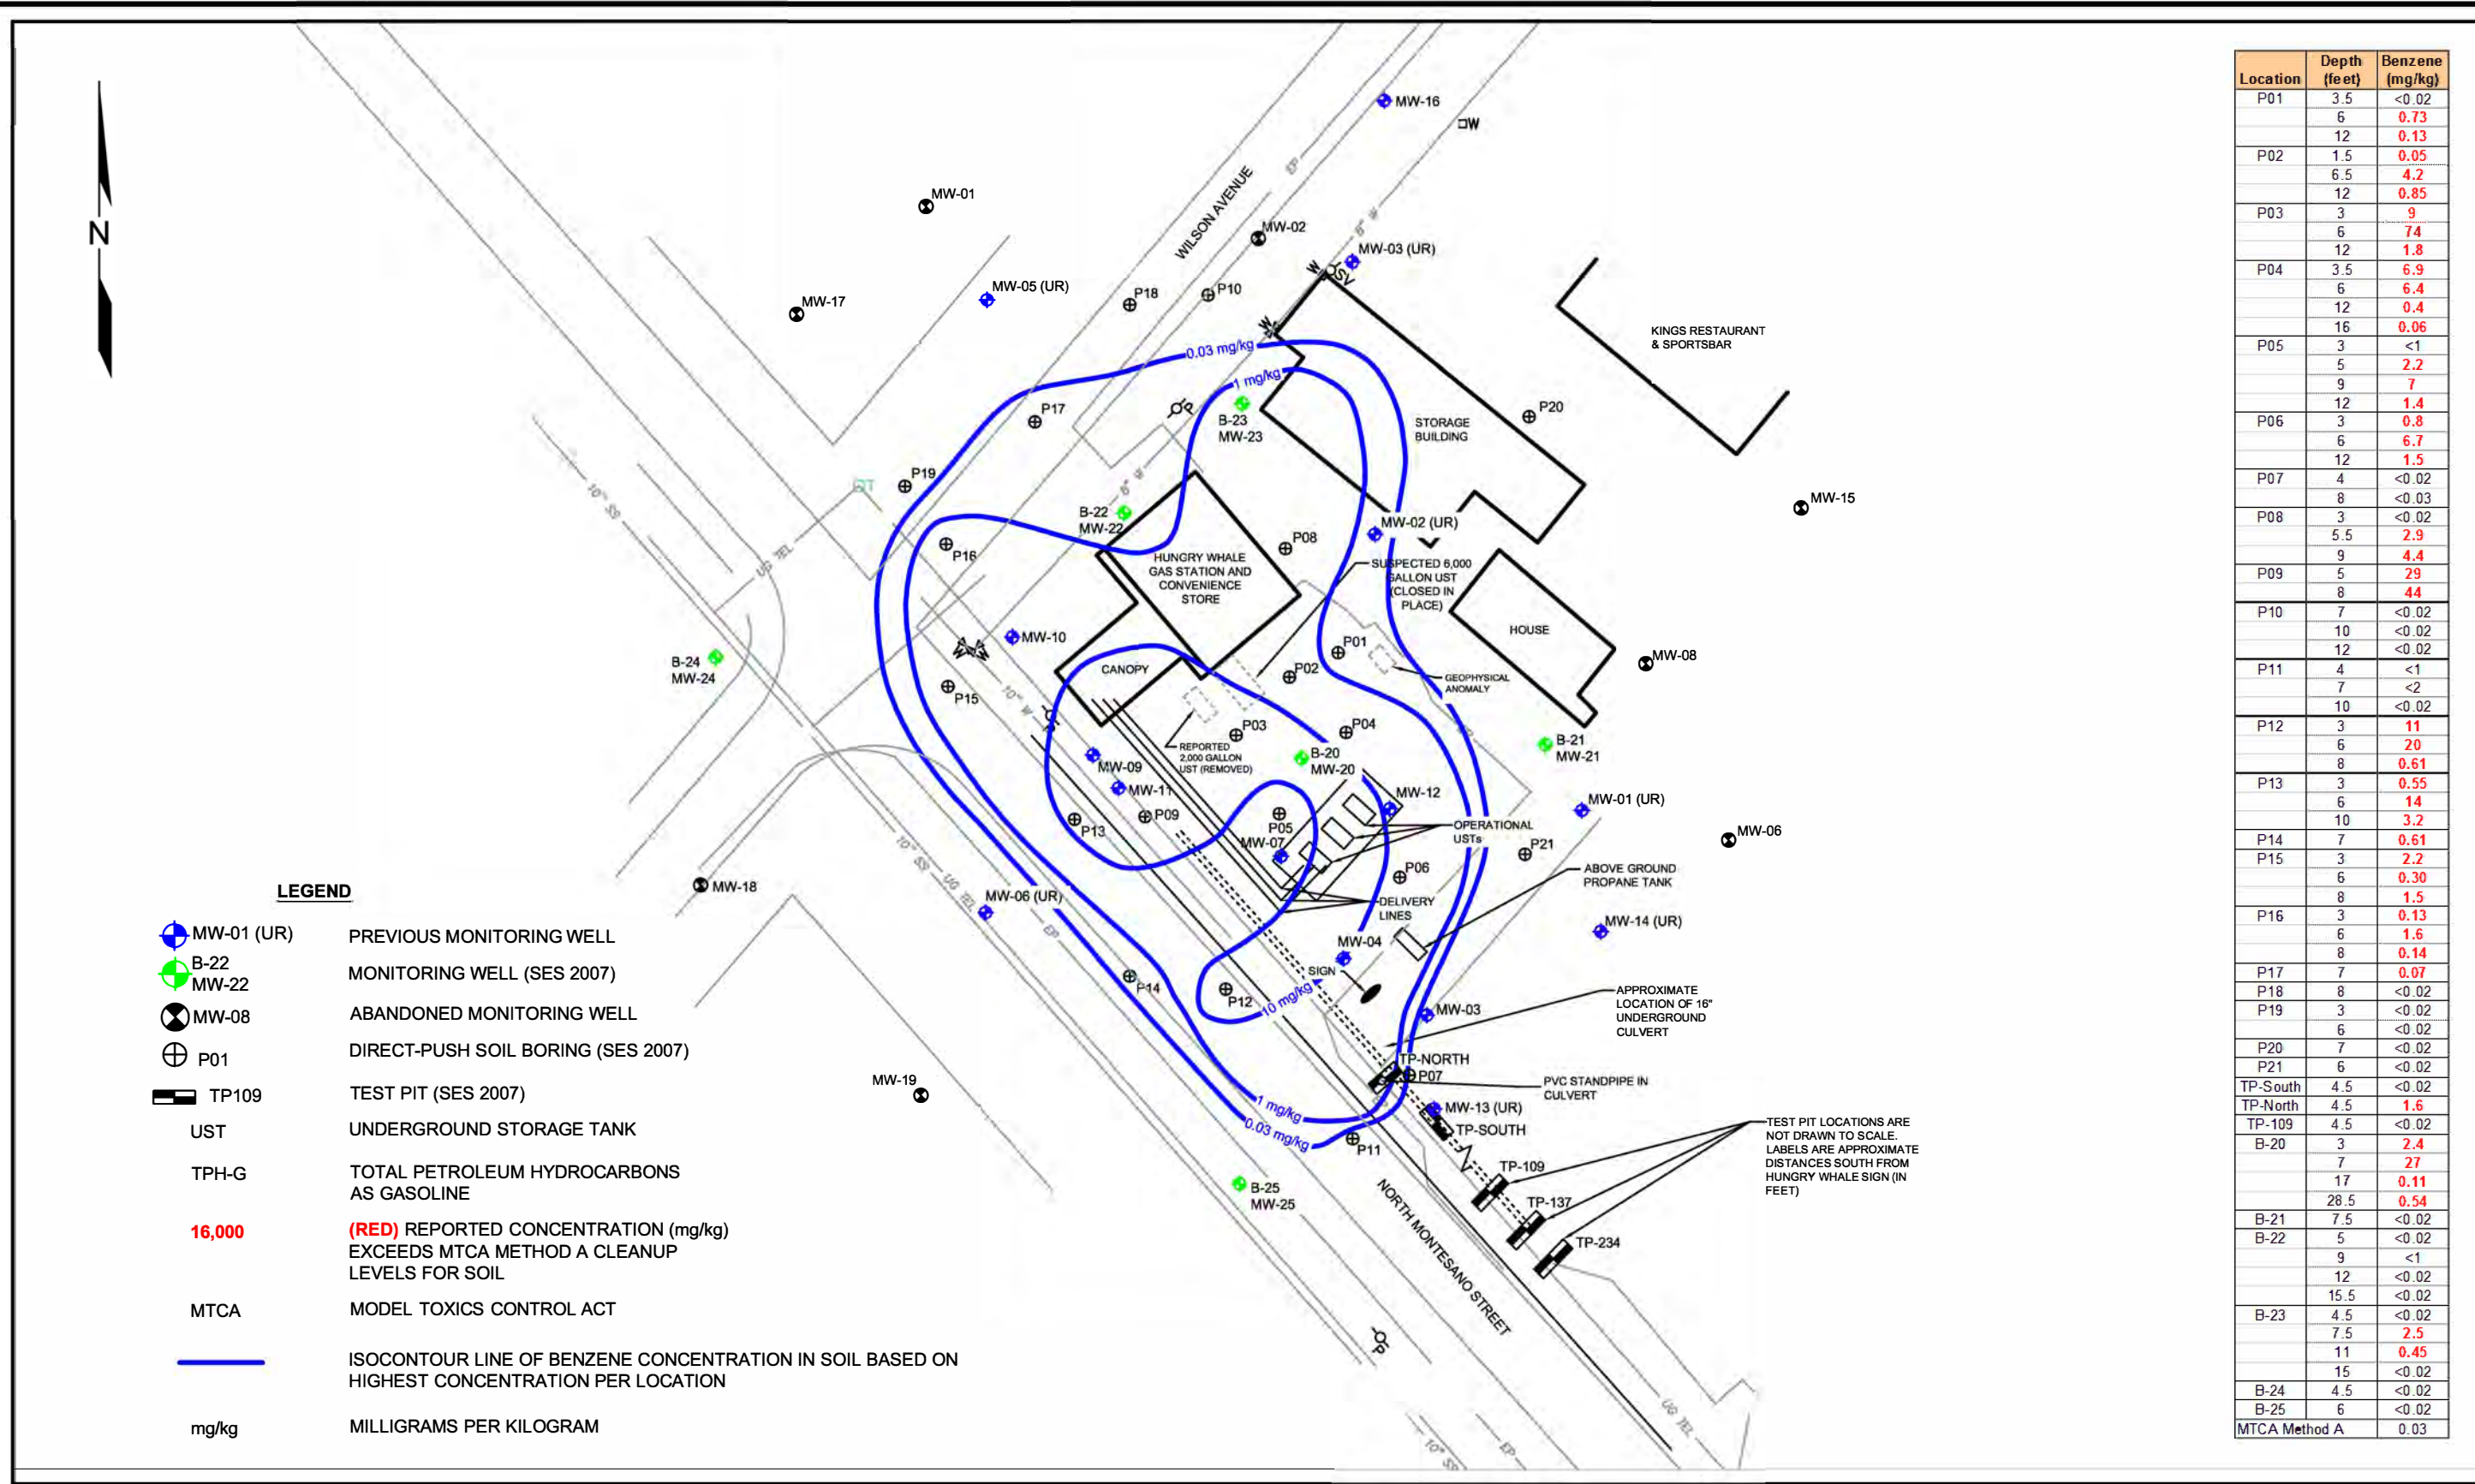 N
MW-16
W
MW-01
WILSON AVENUE
EP
6" W
MW-02
MW-03 (UR)
W
SV
MW-05 (UR)
MW-17
P18
P10
W
KINGS RESTAURANT
& SPORTSBAR
0.03 mg/kg
1 mg/kg
P17
P
B-23
MW-23
P20
STORAGE
BUILDING
P19
OT
10" SS
6" W
B-22
MW-22
MW-15
MW-02 (UR)
P16
P08
UG TEL
HUNGRY WHALE
GAS STATION AND
CONVENIENCE
STORE
SUSPECTED 6,000
GALLON UST
(CLOSED IN
PLACE)
HOUSE
MW-10
W
W
P01
B-24
MW-24
CANOPY
P02
MW-08
P15
10" W
GEOPHYSICAL
ANOMALY
P
P03
P04
REPORTED
2,000 GALLON
UST (REMOVED)
B-20
MW-20
B-21
MW-21
MW-09
MW-11
MW-12
MW-01 (UR)
P13
P09
P05
MW-07
OPERATIONAL
USTs
MW-06
P21
10" SS
UG TEL
P06
ABOVE GROUND
PROPANE TANK
MW-18
MW-06 (UR)
DELIVERY
LINES
MW-14 (UR)
EP
MW-04
SIGN
P14
P12
10 mg/kg
APPROXIMATE
LOCATION OF 16"
UNDERGROUND
CULVERT
MW-03
TP-NORTH
P07
MW-19
PVC STANDPIPE IN
CULVERT
1 mg/kg
0.03 mg/kg
MW-13 (UR)
TP-SOUTH
P11
TEST PIT LOCATIONS ARE
NOT DRAWN TO SCALE.
LABELS ARE APPROXIMATE
DISTANCES SOUTH FROM
HUNGRY WHALE SIGN (IN
FEET)
TP-109
B-25
MW-25
TP-137
TP-234
NORTH MONTESANO STREET
P
UG TEL
10" SS
EP
LEGEND
MW-01 (UR) PREVIOUS MONITORING WELL
B-22
MW-22 MONITORING WELL (SES 2007)
MW-08 ABANDONED MONITORING WELL
P01 DIRECT-PUSH SOIL BORING (SES 2007)
TP109 TEST PIT (SES 2007)
UST UNDERGROUND STORAGE TANK
TPH-G TOTAL PETROLEUM HYDROCARBONS
AS GASOLINE
16,000 (RED) REPORTED CONCENTRATION (mg/kg)
EXCEEDS MTCA METHOD A CLEANUP
LEVELS FOR SOIL
MTCA MODEL TOXICS CONTROL ACT
ISOCONTOUR LINE OF BENZENE CONCENTRATION IN SOIL BASED ON
HIGHEST CONCENTRATION PER LOCATION
mg/kg MILLIGRAMS PER KILOGRAM
Location Depth (feet) Benzene (mg/kg)
P01 3.5 <0.02
6 0.73
12 0.13
P02 1.5 0.05
6.5 4.2
12 0.85
P03 3 9
6 74
12 1.8
P04 3.5 6.9
6 6.4
12 0.4
16 0.06
P05 3 <1
5 2.2
9 7
12 1.4
P06 3 0.8
6 6.7
12 1.5
P07 4 <0.02
8 <0.03
P08 3 <0.02
5.5 2.9
9 4.4
P09 5 29
8 44
P10 7 <0.02
10 <0.02
12 <0.02
P11 4 <1
7 <2
10 <0.02
P12 3 11
6 20
8 0.61
P13 3 0.55
6 14
10 3.2
P14 7 0.61
P15 3 2.2
6 0.30
8 1.5
P16 3 0.13
6 1.6
8 0.14
P17 7 0.07
P18 8 <0.02
P19 3 <0.02
6 <0.02
P20 7 <0.02
P21 6 <0.02
TP-South 4.5 <0.02
TP-North 4.5 1.6
TP-109 4.5 <0.02
B-20 3 2.4
7 27
17 0.11
28.5 0.54
B-21 7.5 <0.02
B-22 5 <0.02
9 <1
12 <0.02
15.5 <0.02
B-23 4.5 <0.02
7.5 2.5
11 0.45
15 <0.02
B-24 4.5 <0.02
B-25 6 <0.02
MTCA Method A 0.03